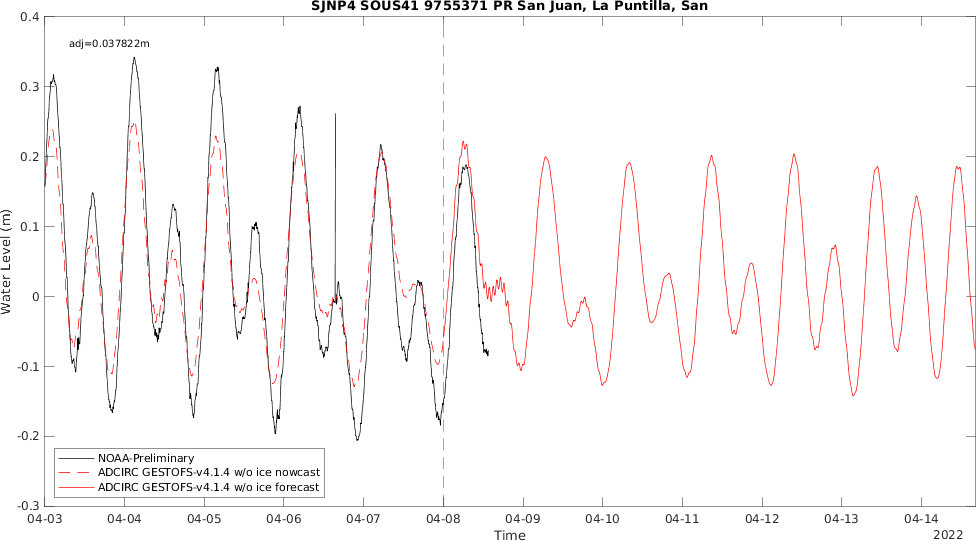 SJNP4 SOUS41 9755371 PR San Juan, La Puntilla, San
adj=0.037822m
0.4
0.3
0.2
0.1
0
-0.1
-0.2
-0.3
Water Level (m)
NOAA-Preliminary
ADCIRC GESTOFS-v4.1.4 w/o ice nowcast
ADCIRC GESTOFS-v4.1.4 w/o ice forecast
04-03 04-04 04-05 04-06 04-07 04-08 04-09 04-10 04-11 04-12 04-13 04-14
Time
2022